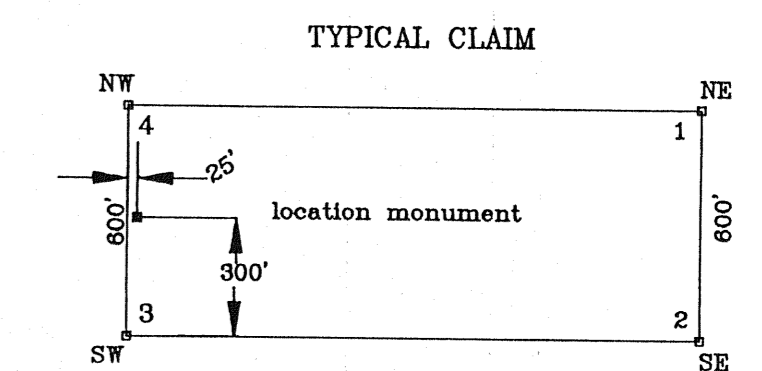 TYPICAL CLAIM
NW
NE
4
1
25'
600'
location monument
600'
300'
3
2
SW
SE